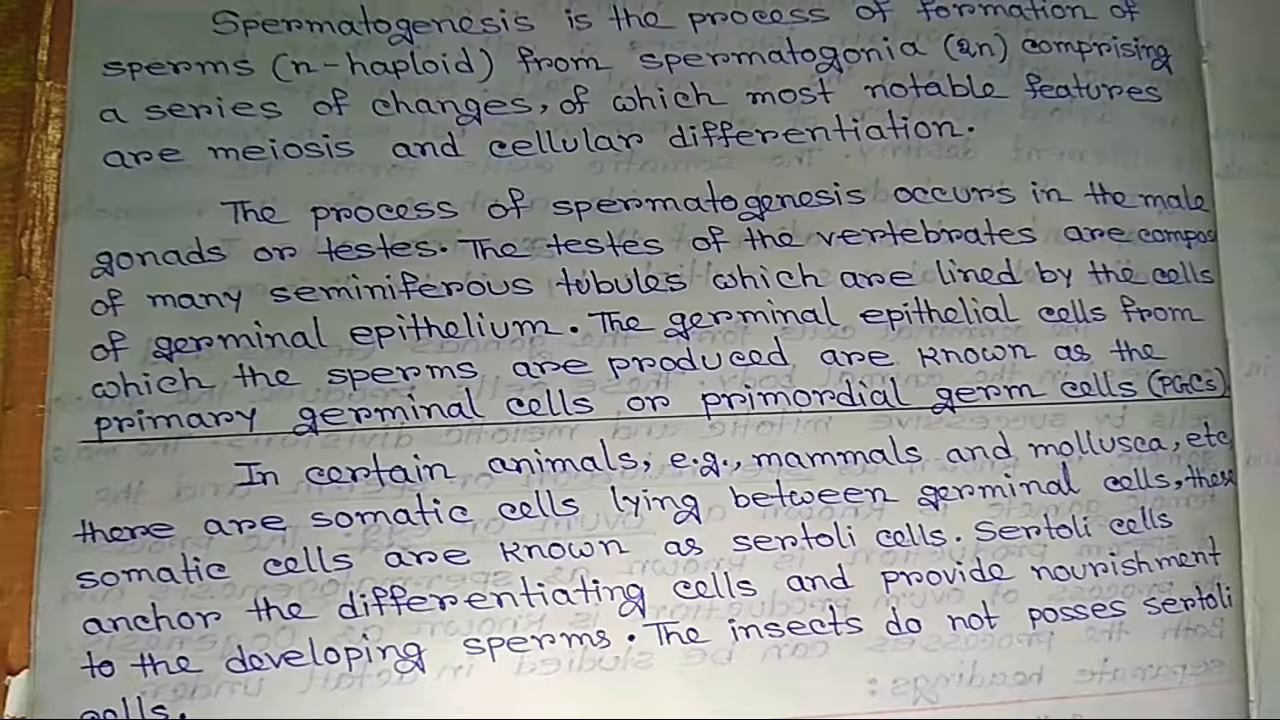 Spermatogenesis is the process of formation of
sperms (n-haploid) from spermatogonia (2n) comprising
a series of changes, of which most notable features
are meiosis and cellular differentiation.
The process of spermatogenesis occurs in the male
gonads or testes. The testes of the vertebrates are compos
of many seminiferous tubules which are lined by the cells
of germinal epithelium. The germinal epithelial cells from
which the sperms are produced are known as the
primary germinal cells or primordial germ cells (PGCs)
In certain animals, e.g., mammals and mollusca, etc
there are somatic cells lying between germinal cells, these
somatic cells are known as sertoli cells. Sertoli cells
anchor the differentiating cells and provide nourishment
to the developing sperms. The insects do not posses sertoli
cells.